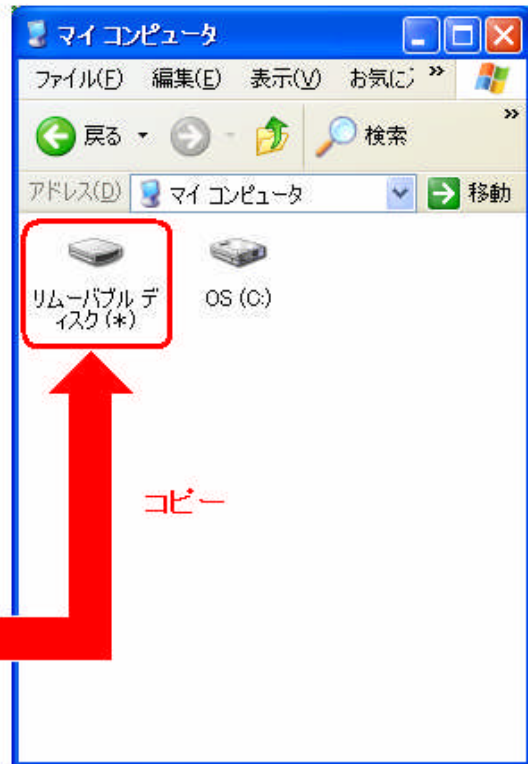 マイ コンピュータ
ファイル(F) 編集(E) 表示(V) お気に »
戻る 検索 »
アドレス(D) マイ コンピュータ 移動
リムーバブル デ
ィスク (*)
OS (C:)
コピー